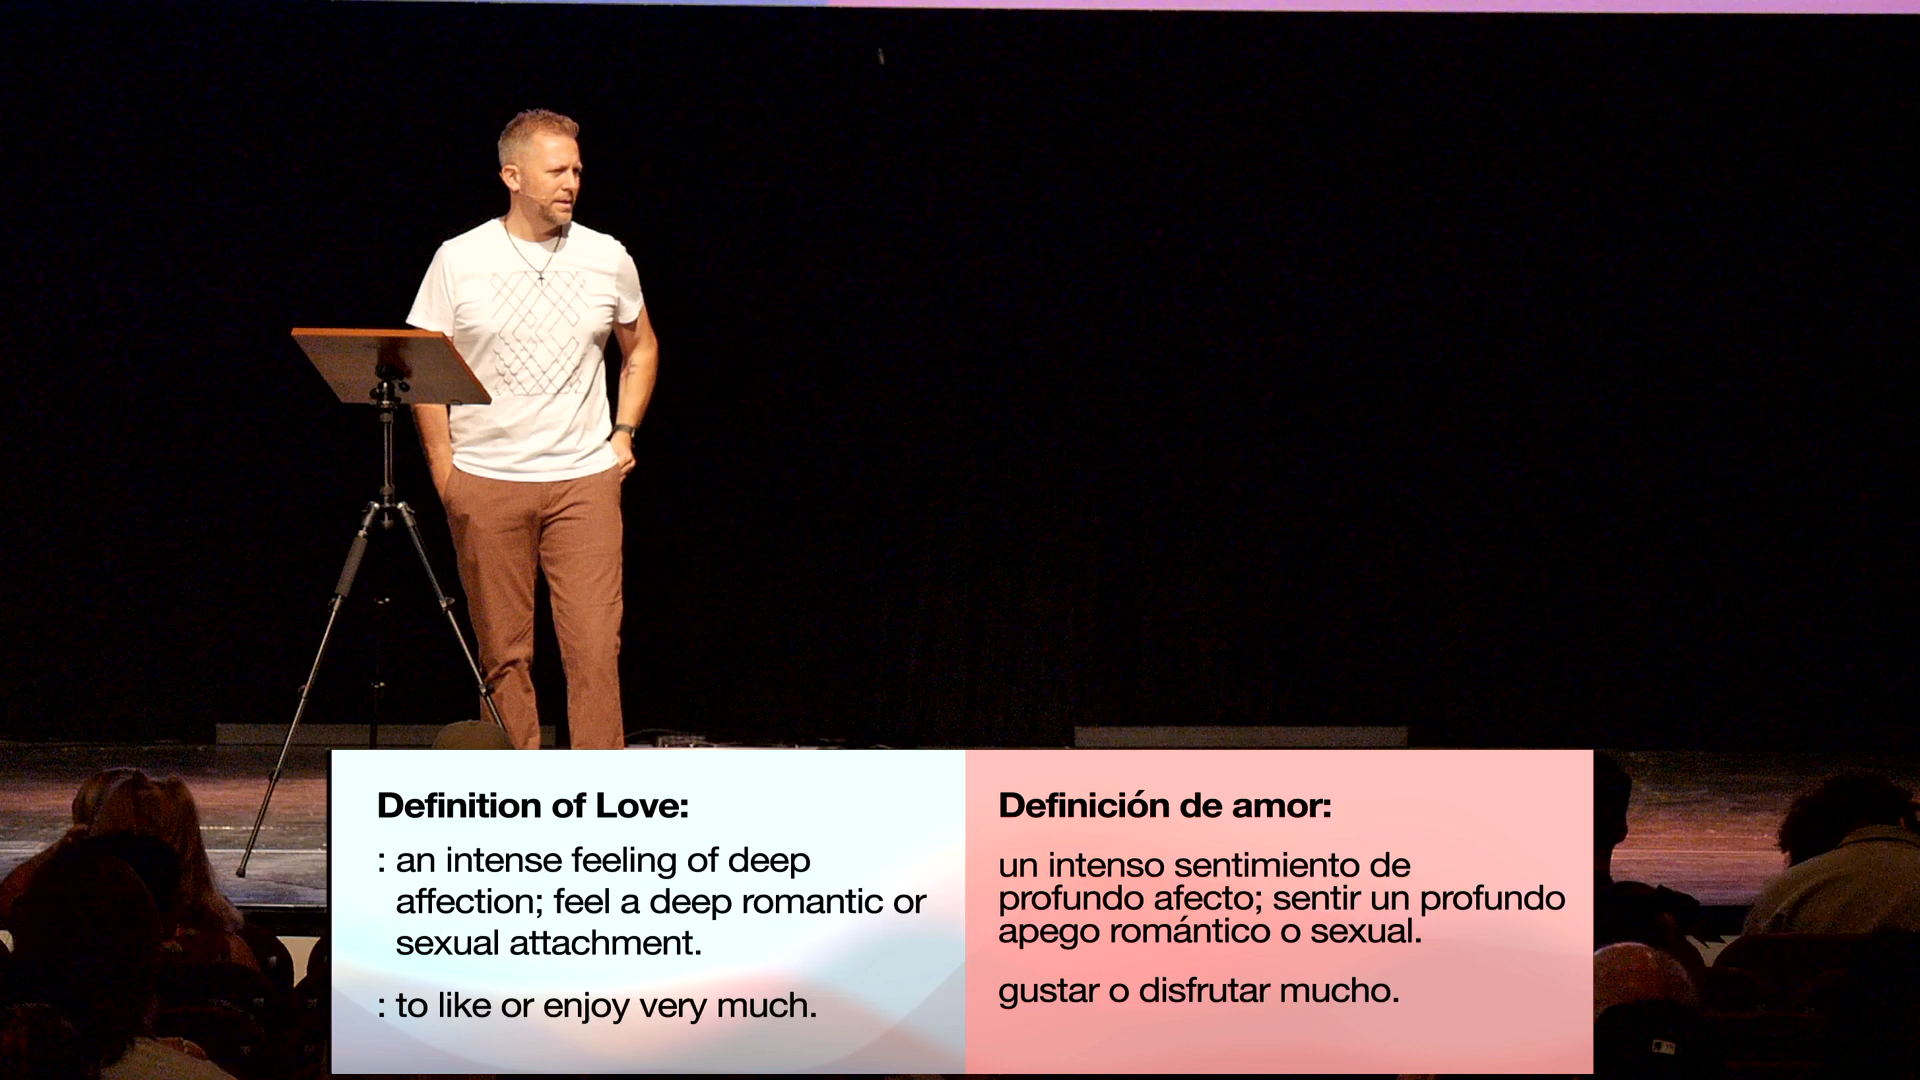 Definition of Love:
: an intense feeling of deep
affection; feel a deep romantic or
sexual attachment.
: to like or enjoy very much.
Definición de amor:
un intenso sentimiento de
profundo afecto; sentir un profundo
apego romántico o sexual.
gustar o disfrutar mucho.